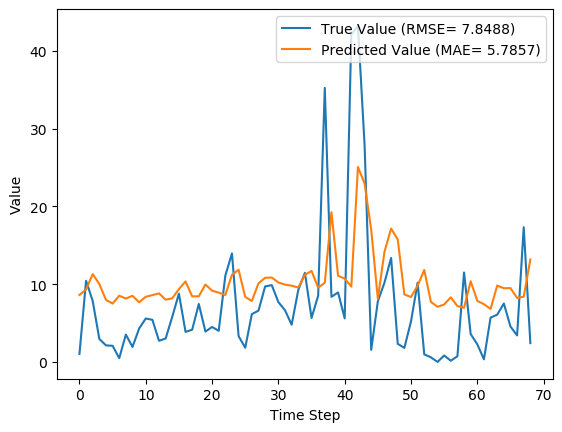 True Value (RMSE= 7.8488)
Predicted Value (MAE= 5.7857)
40
30
20
10
0
Value
0 10 20 30 40 50 60 70
Time Step